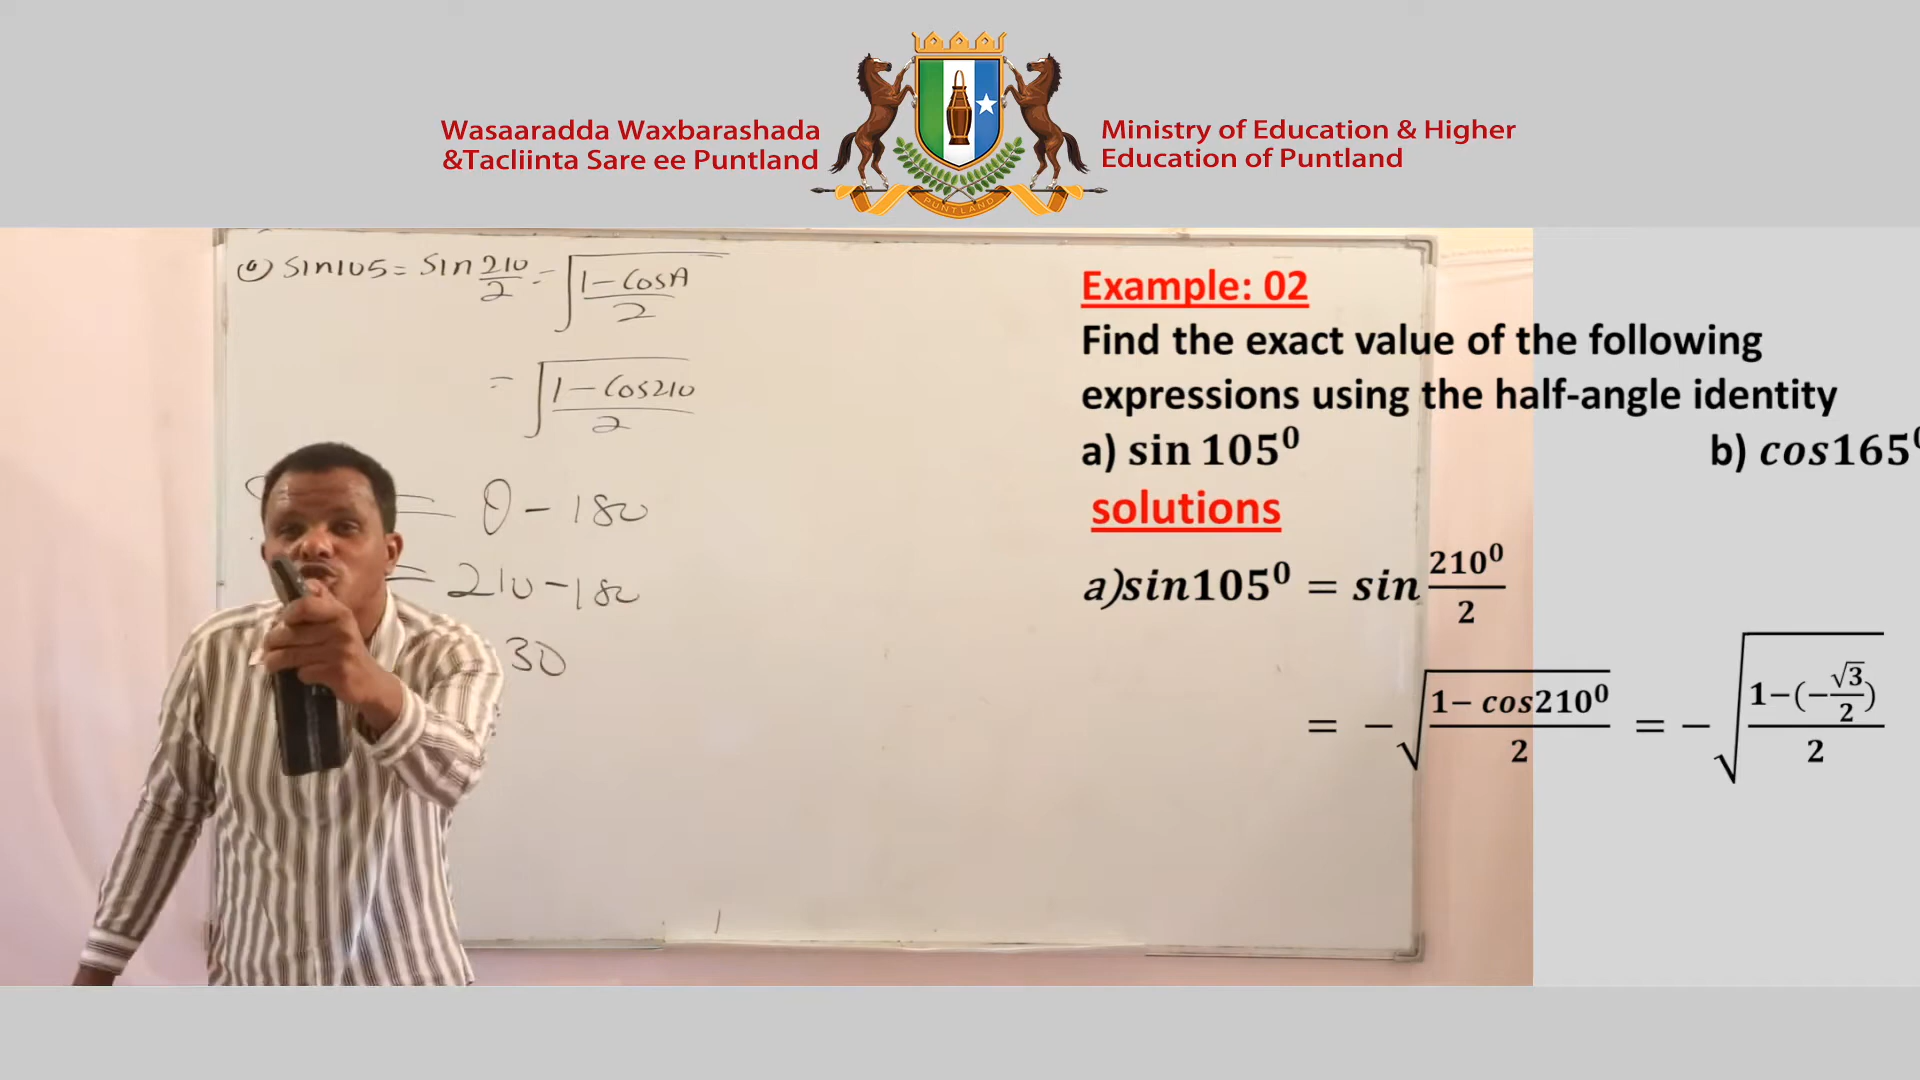 Wasaaradda Waxbarashada
&Tacliinta Sare ee Puntland
Ministry of Education & Higher
Education of Puntland
PUNTLAND
a) sin105 = sin 210/2 = √((1-CosA)/2)
= √((1-Cos210)/2)
= θ - 180
= 210-180
30
Example: 02
Find the exact value of the following
expressions using the half-angle identity
a) sin 105⁰ b) cos165⁰
solutions
a)sin105⁰ = sin 210⁰/2
= -√((1- cos210⁰)/2) = -√((1-(-√3/2))/2)